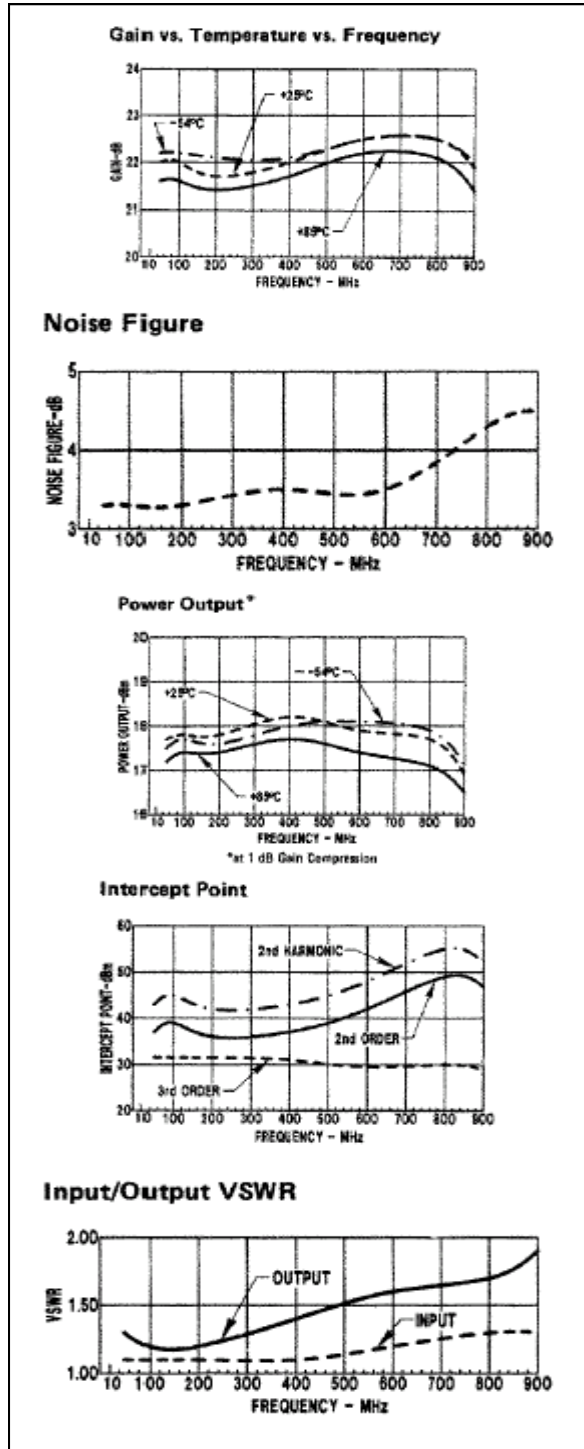 Gain vs. Temperature vs. Frequency
24
23
22
21
20
GAIN-dB
-54ºC
+25ºC
+85ºC
10 100 200 300 400 500 600 700 800 900
FREQUENCY - MHz
Noise Figure
5
4
3
NOISE FIGURE-dB
10 100 200 300 400 500 600 700 800 900
FREQUENCY - MHz
Power Output*
20
19
18
17
16
POWER OUTPUT-dBm
+25ºC
-54ºC
+85ºC
10 100 200 300 400 500 600 700 800 900
FREQUENCY - MHz
*at 1 dB Gain Compression
Intercept Point
60
50
40
30
20
INTERCEPT POINT-dBm
2nd HARMONIC
2nd ORDER
3rd ORDER
10 100 200 300 400 500 600 700 800 900
FREQUENCY - MHz
Input/Output VSWR
2.00
1.50
1.00
VSWR
OUTPUT
INPUT
10 100 200 300 400 500 600 700 800 900
FREQUENCY - MHz